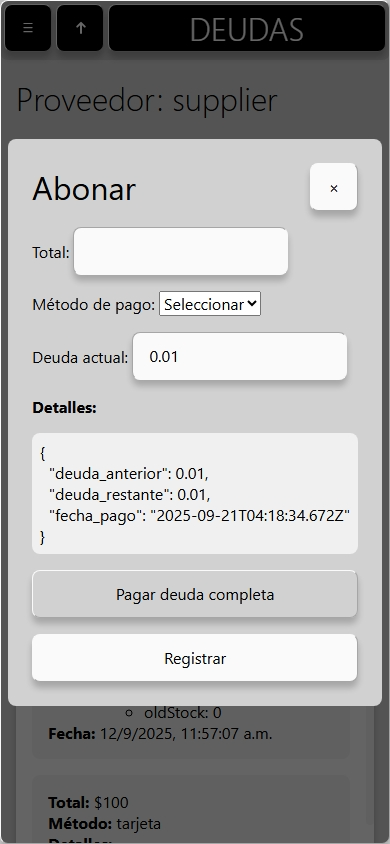 ☰ ↑ DEUDAS
Proveedor: supplier
Abonar ×
Total:
Método de pago: Seleccionar
Deuda actual: 0.01
Detalles:
{
"deuda_anterior": 0.01,
"deuda_restante": 0.01,
"fecha_pago": "2025-09-21T04:18:34.672Z"
}
Pagar deuda completa
Registrar
oldStock: 0
Fecha: 12/9/2025, 11:57:07 a.m.
Total: $100
Método: tarjeta
Detalles: